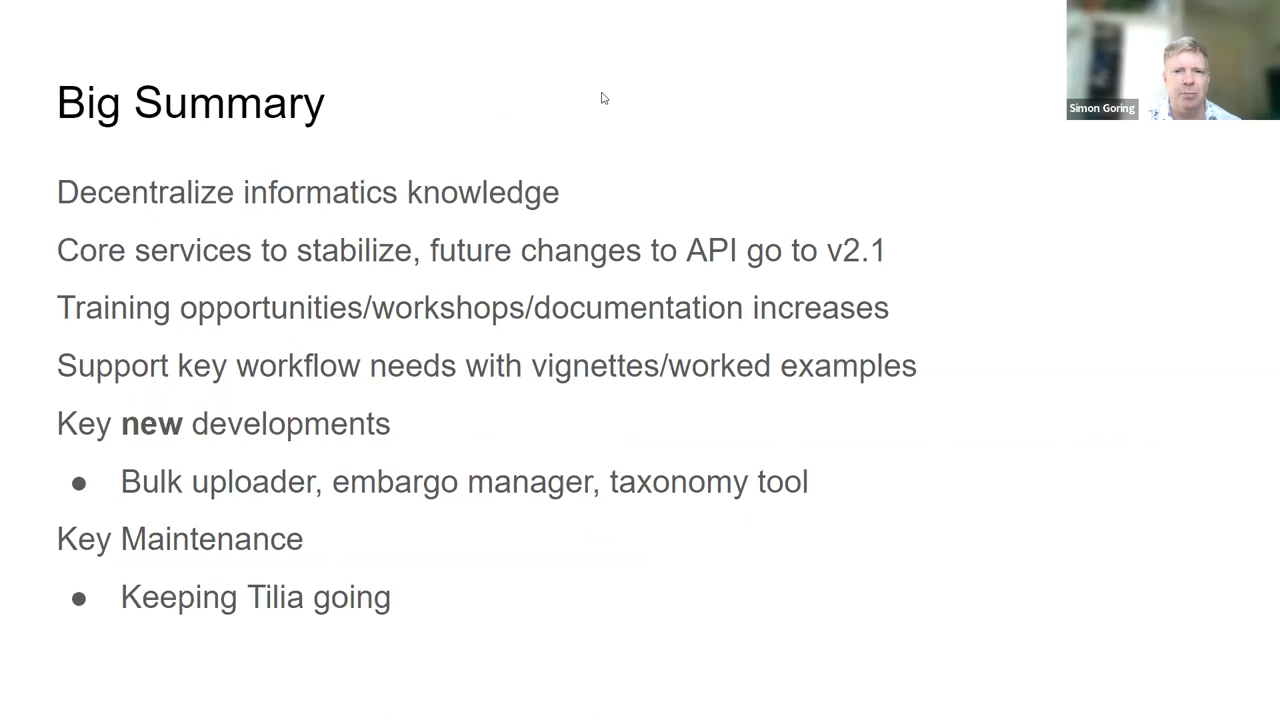 Big Summary
Simon Goring
Decentralize informatics knowledge
Core services to stabilize, future changes to API go to v2.1
Training opportunities/workshops/documentation increases
Support key workflow needs with vignettes/worked examples
Key new developments
● Bulk uploader, embargo manager, taxonomy tool
Key Maintenance
● Keeping Tilia going